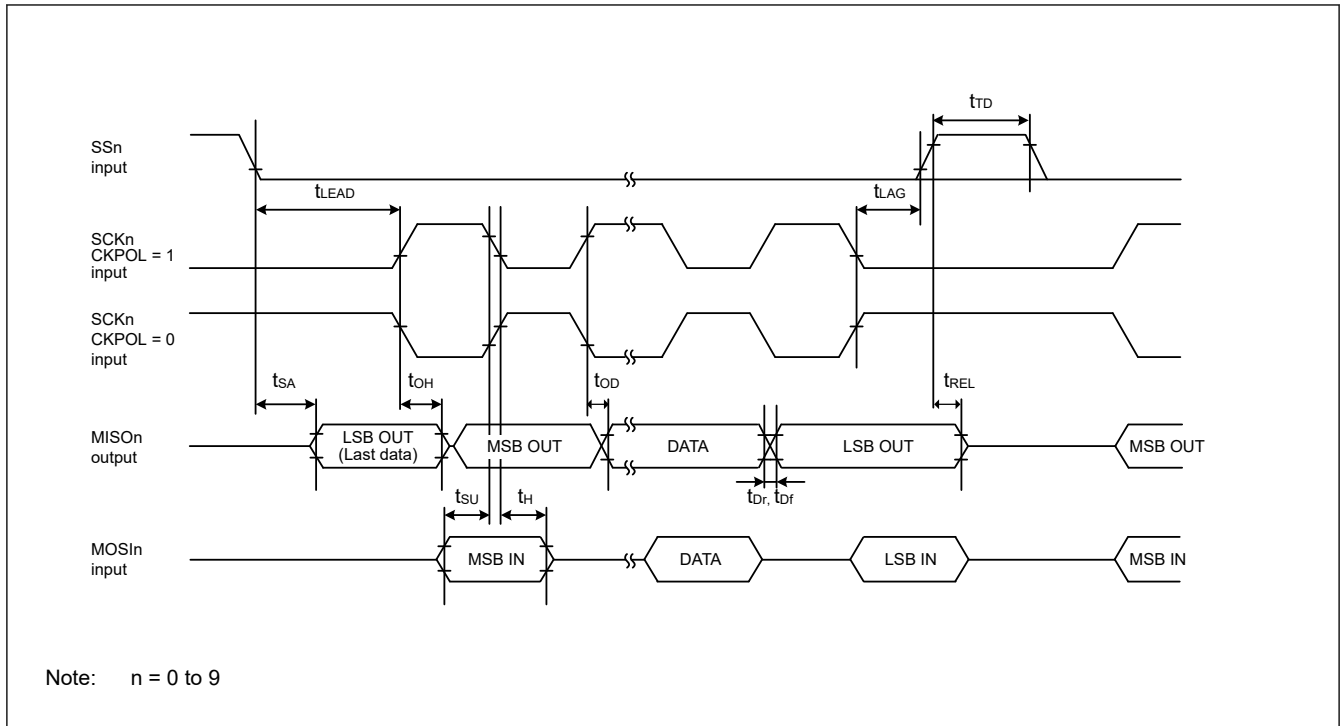 tTD
SSn
input
tLEAD
tLAG
SCKn
CKPOL = 1
input
SCKn
CKPOL = 0
input
tSA
tOH
tOD
tREL
MISOn
output
LSB OUT
(Last data)
MSB OUT
DATA
LSB OUT
MSB OUT
tSU
tH
tDr, tDf
MOSIn
input
MSB IN
DATA
LSB IN
MSB IN
Note: n = 0 to 9